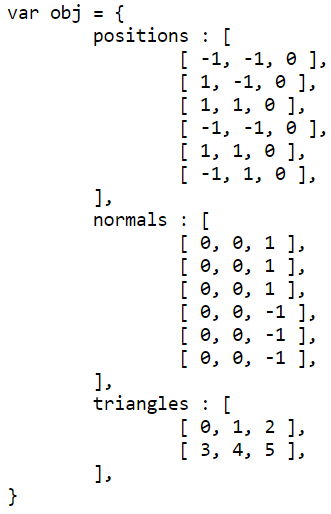 var obj = {
positions : [
[ -1, -1, 0 ],
[ 1, -1, 0 ],
[ 1, 1, 0 ],
[ -1, -1, 0 ],
[ 1, 1, 0 ],
[ -1, 1, 0 ],
],
normals : [
[ 0, 0, 1 ],
[ 0, 0, 1 ],
[ 0, 0, 1 ],
[ 0, 0, -1 ],
[ 0, 0, -1 ],
[ 0, 0, -1 ],
],
triangles : [
[ 0, 1, 2 ],
[ 3, 4, 5 ],
],
}